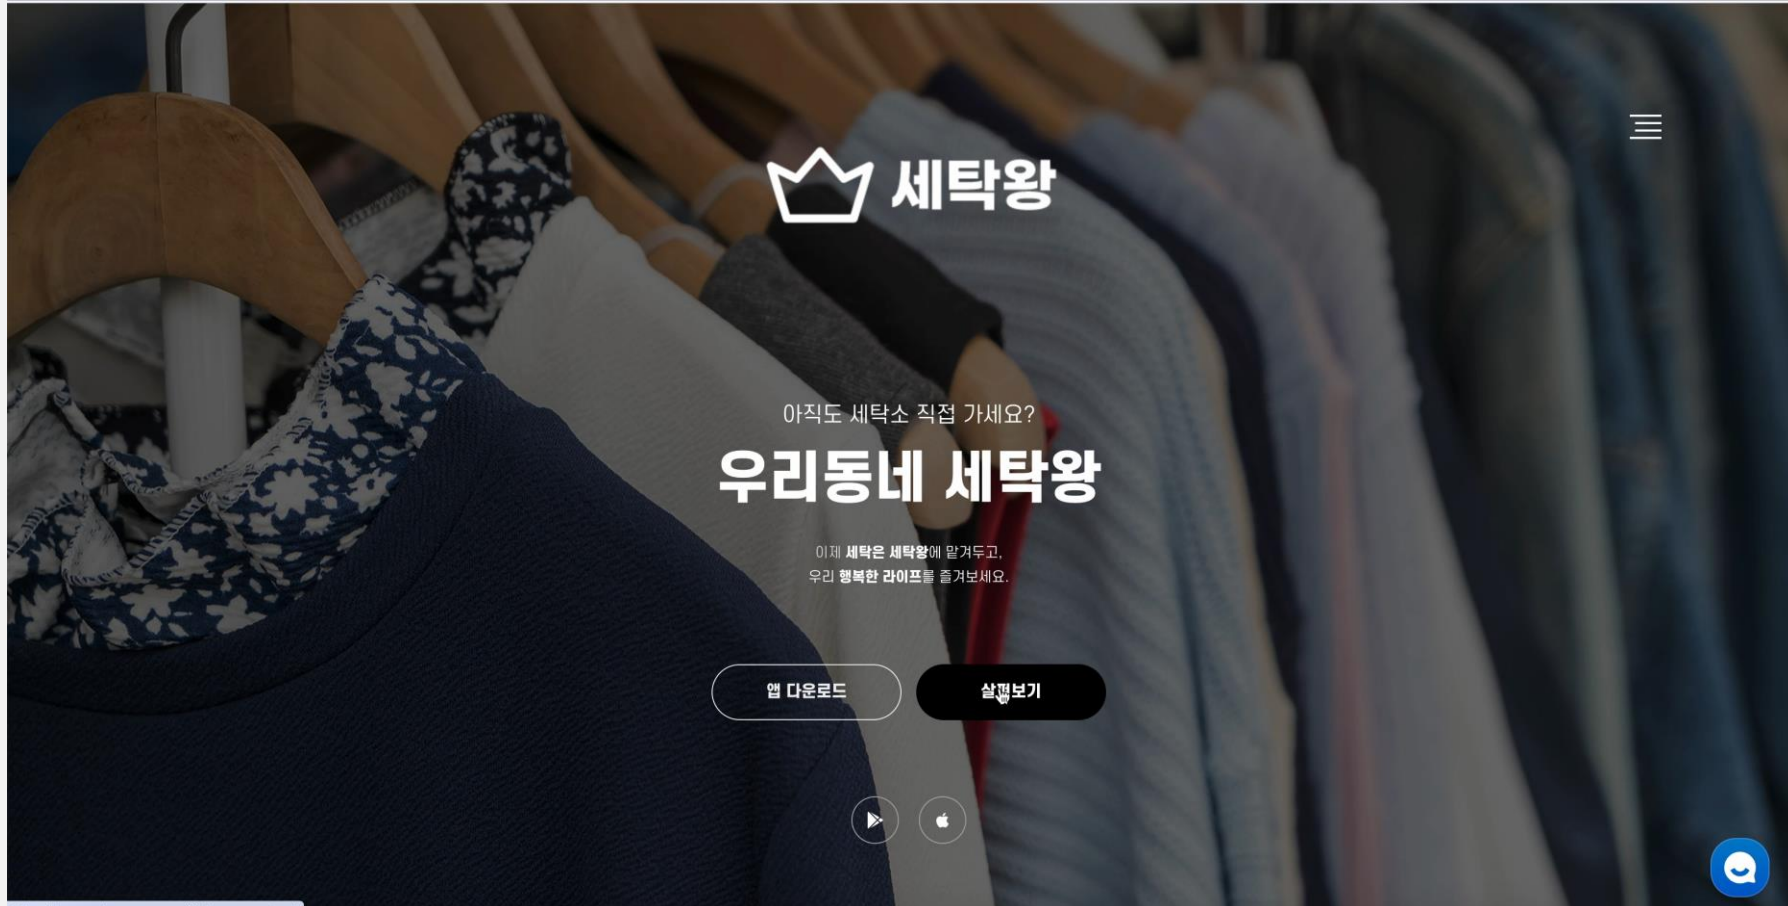 세탁왕
아직도 세탁소 직접 가세요?
우리동네 세탁왕
이제 세탁은 세탁왕에 맡겨두고,
우리 행복한 라이프를 즐겨보세요.
앱 다운로드
살펴보기